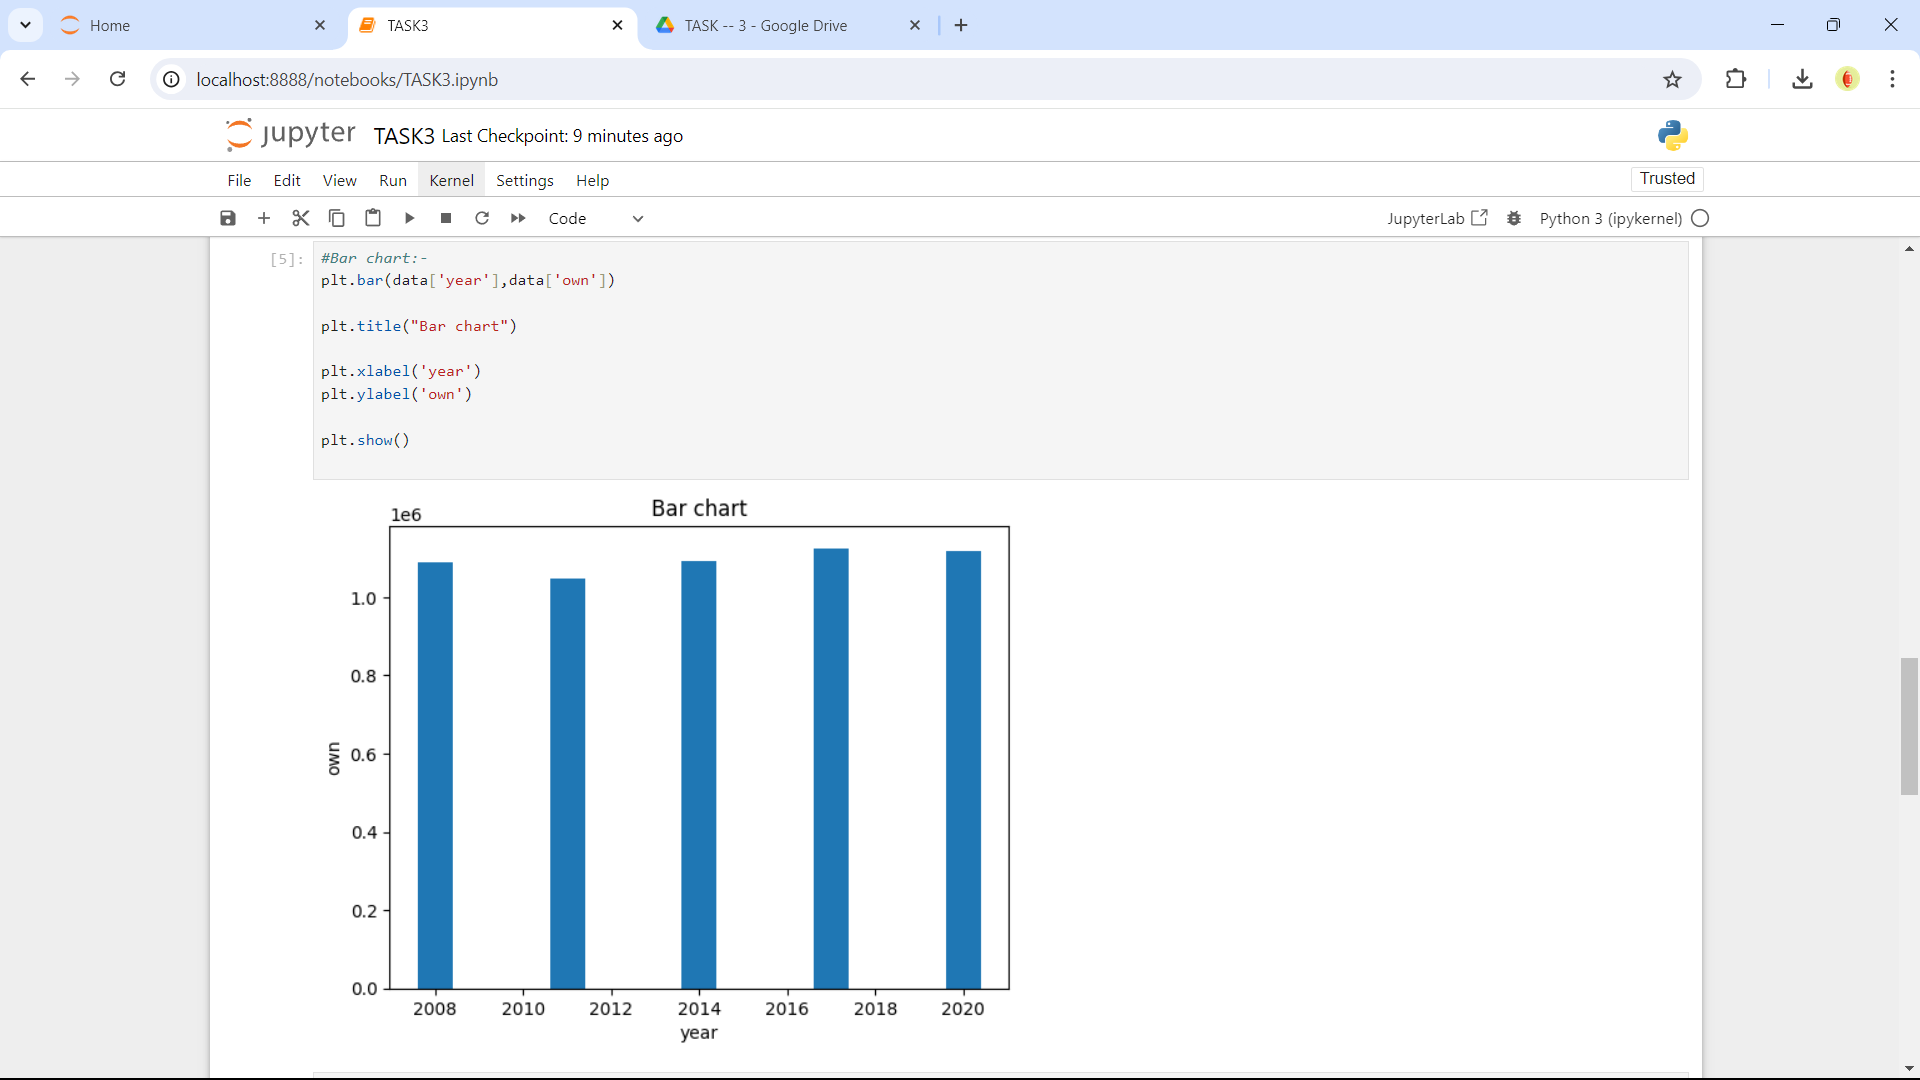 Home
TASK3
TASK -- 3 - Google Drive
localhost:8888/notebooks/TASK3.ipynb
jupyter TASK3 Last Checkpoint: 9 minutes ago
File Edit View Run Kernel Settings Help
Trusted
Code
JupyterLab
Python 3 (ipykernel)
[5]:
#Bar chart:-
plt.bar(data['year'],data['own'])
plt.title("Bar chart")
plt.xlabel('year')
plt.ylabel('own')
plt.show()
Bar chart
1e6
1.0
0.8
0.6
0.4
0.2
0.0
own
2008 2010 2012 2014 2016 2018 2020
year